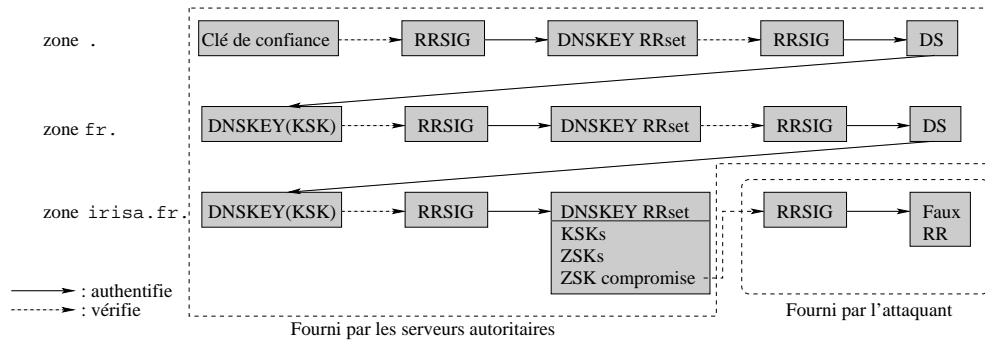 zone . Clé de confiance RRSIG DNSKEY RRset RRSIG DS
zone fr. DNSKEY(KSK) RRSIG DNSKEY RRset RRSIG DS
zone irisa.fr. DNSKEY(KSK) RRSIG DNSKEY RRset RRSIG Faux
RR
KSKs
ZSKs
ZSK compromise
: authentifie
: vérifie
Fourni par les serveurs autoritaires
Fourni par l'attaquant